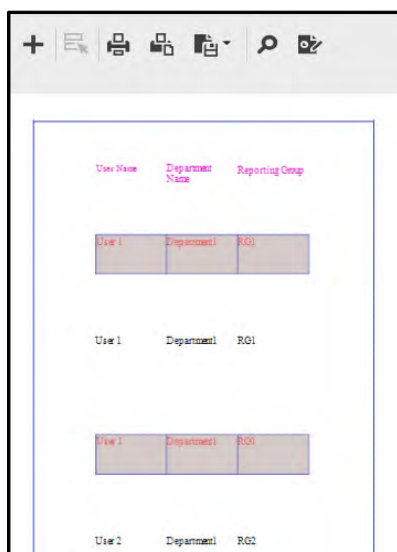 User Name Department Name Reporting Group
User 1 Department1 RG1
User 1 Department1 RG1
User 1 Department1 RG1
User 2 Department1 RG2